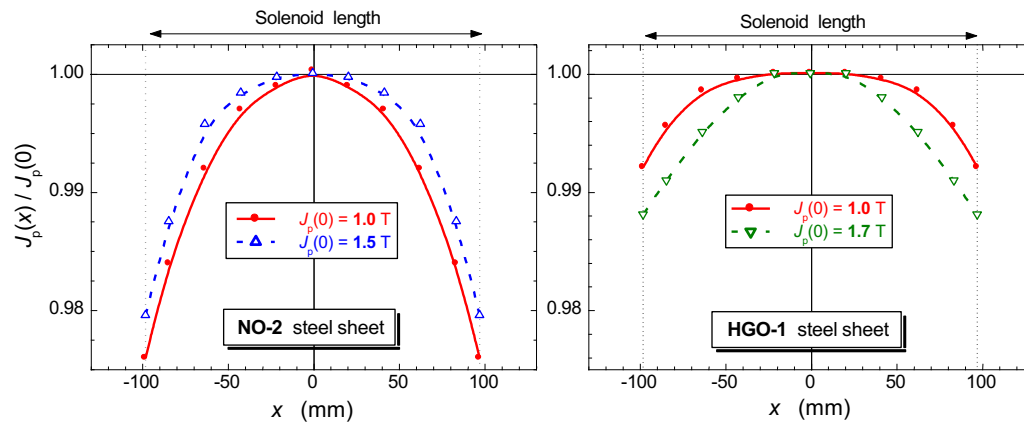 Solenoid length
1.00
0.99
0.98
Jp(x) / Jp(0)
Jp(0) = 1.0 T
Jp(0) = 1.5 T
NO-2 steel sheet
-100 -50 0 50 100
x (mm)
Solenoid length
1.00
0.99
0.98
Jp(0) = 1.0 T
Jp(0) = 1.7 T
HGO-1 steel sheet
-100 -50 0 50 100
x (mm)